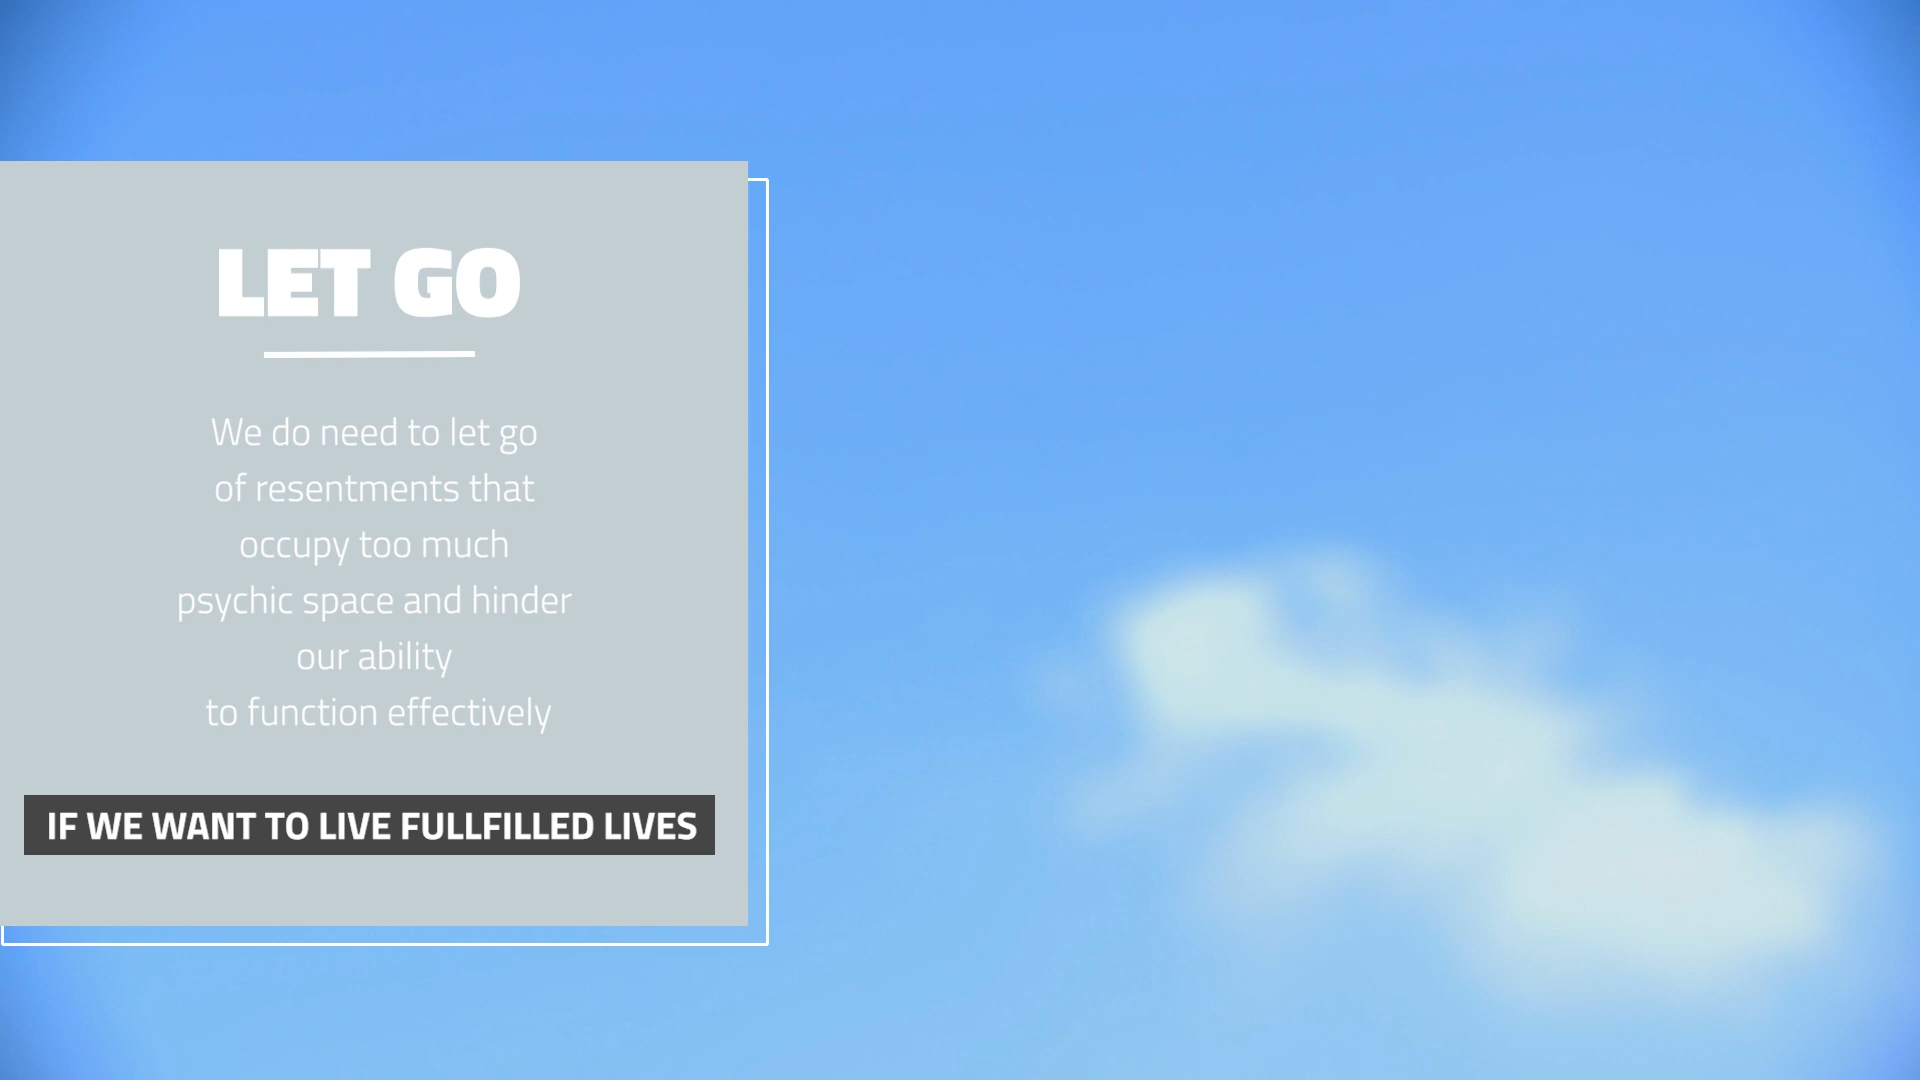 LET GO
We do need to let go
of resentments that
occupy too much
psychic space and hinder
our ability
to function effectively
IF WE WANT TO LIVE FULLFILLED LIVES